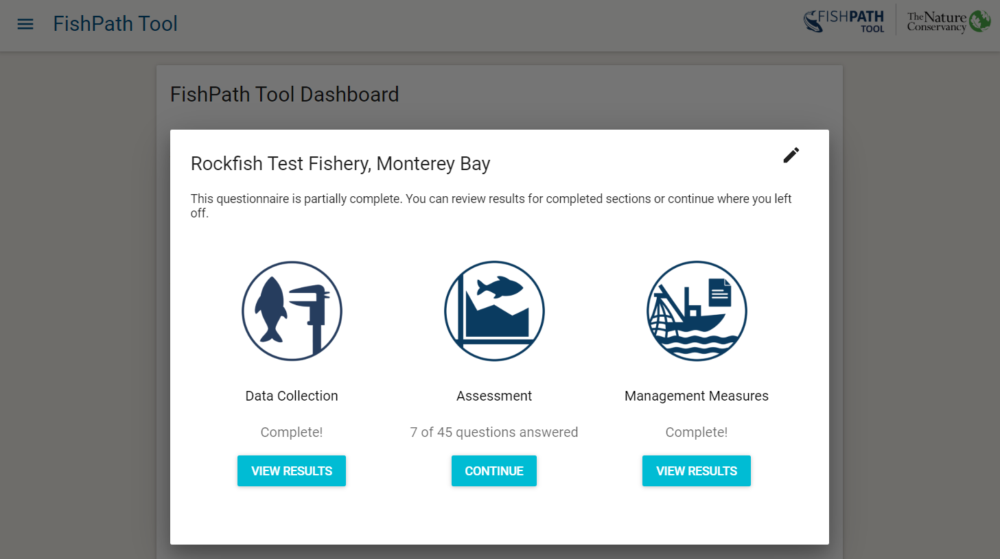 FishPath Tool
FISHPATH
TOOL
The Nature
Conservancy
FishPath Tool Dashboard
Rockfish Test Fishery, Monterey Bay
This questionnaire is partially complete. You can review results for completed sections or continue where you left
off.
Data Collection
Assessment
Management Measures
Complete!
7 of 45 questions answered
Complete!
VIEW RESULTS
CONTINUE
VIEW RESULTS